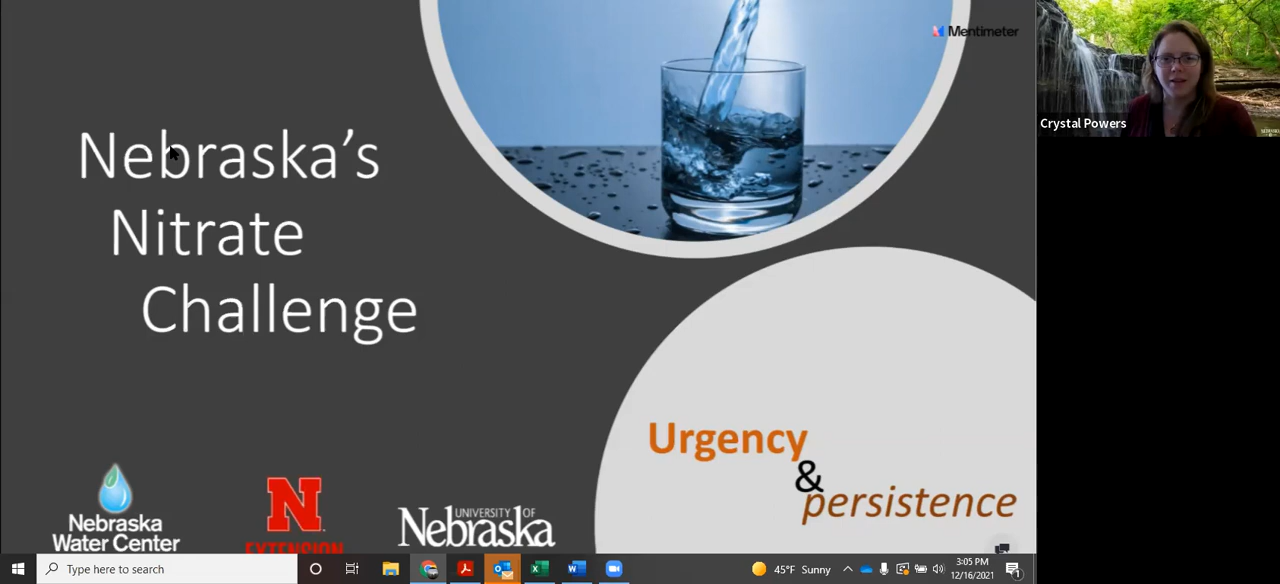 Mentimeter
Nebraska's
Nitrate
Challenge
Crystal Powers
Urgency
&
persistence
Nebraska
Water Center
N
EXTENSION
UNIVERSITY OF
Nebraska
Type here to search
45°F Sunny
3:05 PM
12/16/2021
1